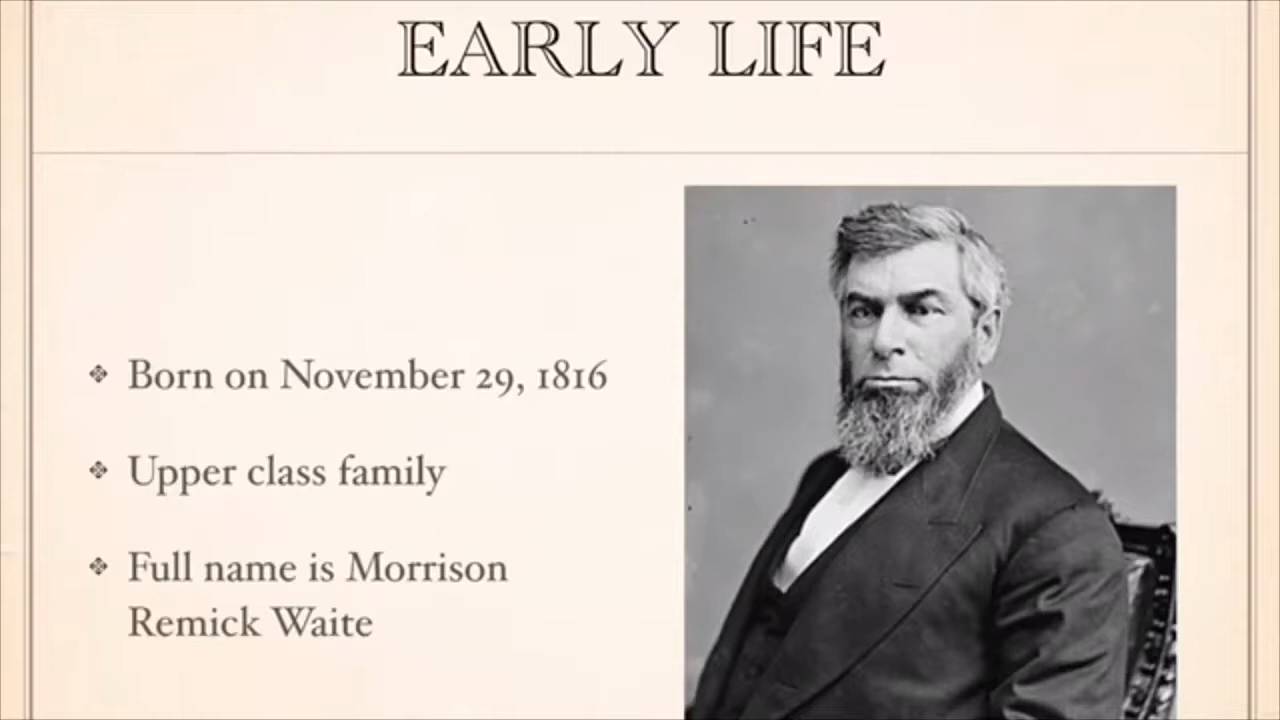 EARLY LIFE
Born on November 29, 1816
Upper class family
Full name is Morrison
Remick Waite